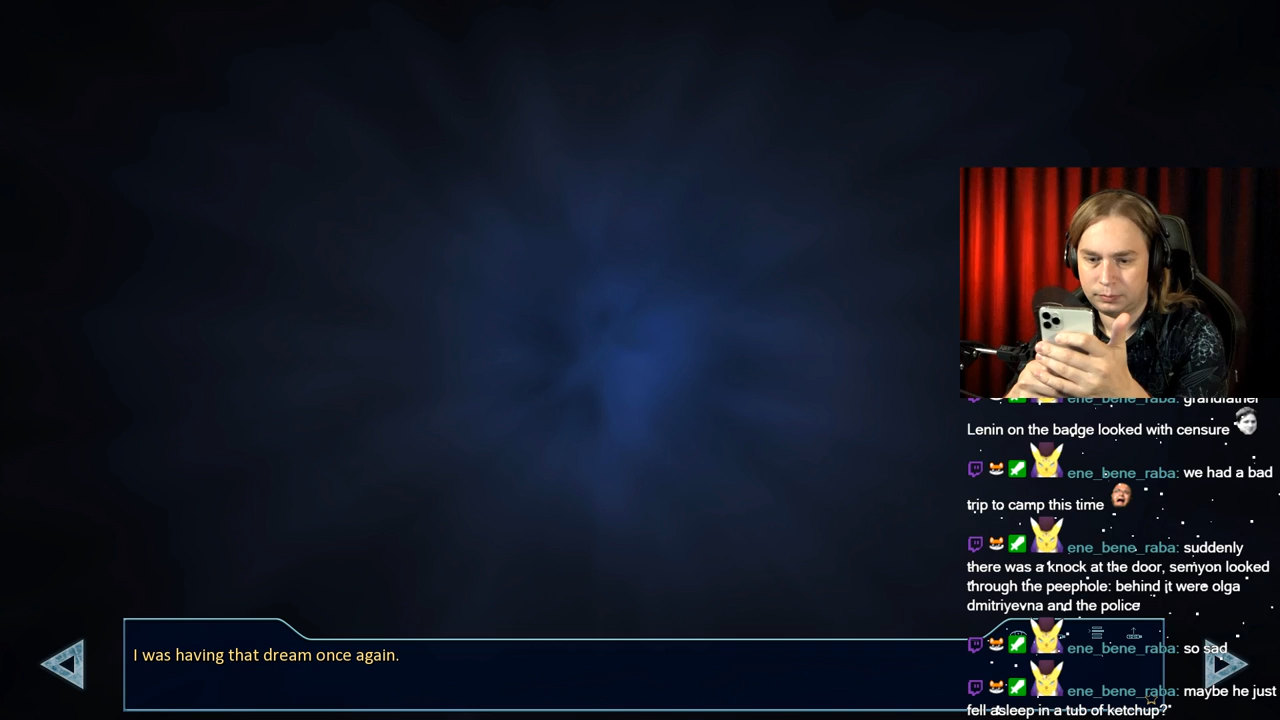 ene_bene_raba: grandfather
Lenin on the badge looked with censure
ene_bene_raba: we had a bad
trip to camp this time
ene_bene_raba: suddenly
there was a knock at the door, semyon looked
through the peephole: behind it were olga
dmitriyevna and the police
ene_bene_raba: so sad
ene_bene_raba: maybe he just
fell asleep in a tub of ketchup?
I was having that dream once again.